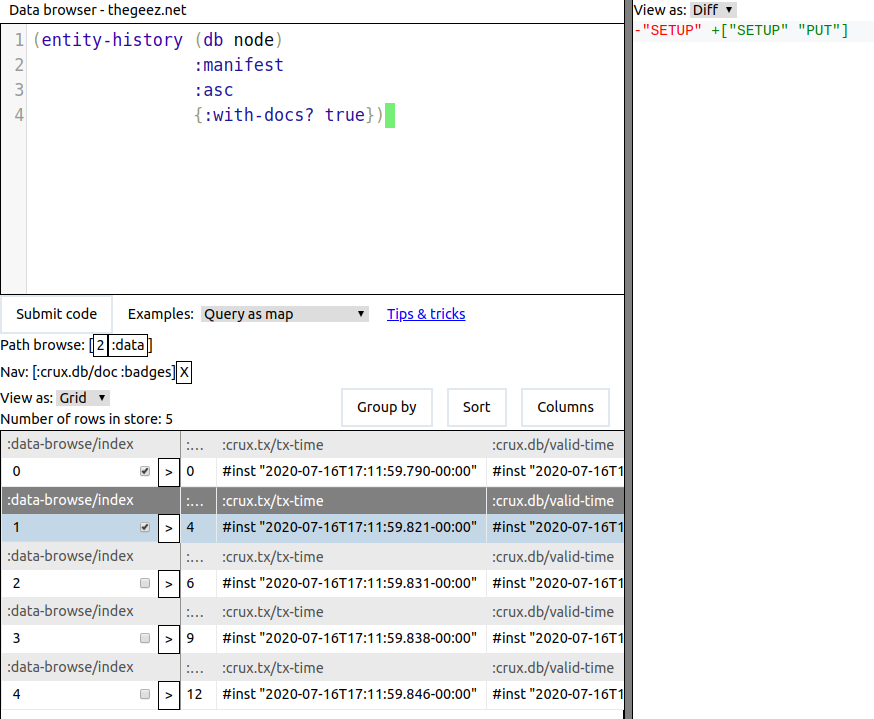 Data browser - thegeez.net
1 (entity-history (db node)
2 :manifest
3 :asc
4 {:with-docs? true})
Submit code Examples: Query as map Tips & tricks
Path browse: [2 :data]
Nav: [:crux.db/doc :badges] X
View as: Grid
Number of rows in store: 5
Group by Sort Columns
:data-browse/index :... :crux.tx/tx-time :crux.db/valid-time
0 > 0 #inst "2020-07-16T17:11:59.790-00:00" #inst "2020-07-16T1
:data-browse/index :... :crux.tx/tx-time :crux.db/valid-time
1 > 4 #inst "2020-07-16T17:11:59.821-00:00" #inst "2020-07-16T1
:data-browse/index :... :crux.tx/tx-time :crux.db/valid-time
2 > 6 #inst "2020-07-16T17:11:59.831-00:00" #inst "2020-07-16T1
:data-browse/index :... :crux.tx/tx-time :crux.db/valid-time
3 > 9 #inst "2020-07-16T17:11:59.838-00:00" #inst "2020-07-16T1
:data-browse/index :... :crux.tx/tx-time :crux.db/valid-time
4 > 12 #inst "2020-07-16T17:11:59.846-00:00" #inst "2020-07-16T1
View as: Diff
-"SETUP" +["SETUP" "PUT"]